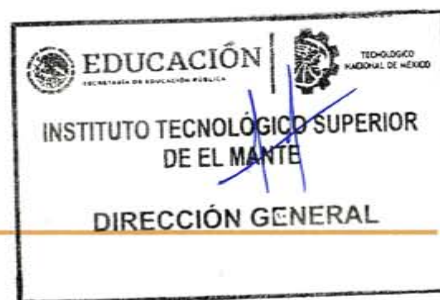 EDUCACIÓN
SECRETARÍA DE EDUCACIÓN PÚBLICA
TECNOLÓGICO
NACIONAL DE MÉXICO
INSTITUTO TECNOLÓGICO SUPERIOR
DE EL MANTE
DIRECCIÓN GENERAL